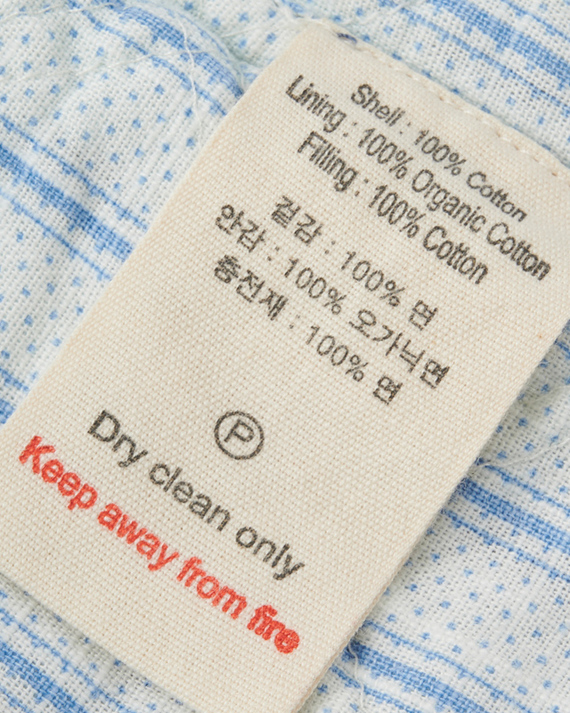 Shell : 100% Cotton
Lining : 100% Organic Cotton
Filling : 100% Cotton
겉감 : 100% 면
안감 : 100% 오가닉면
충전재 : 100% 면
P
Dry clean only
Keep away from fire